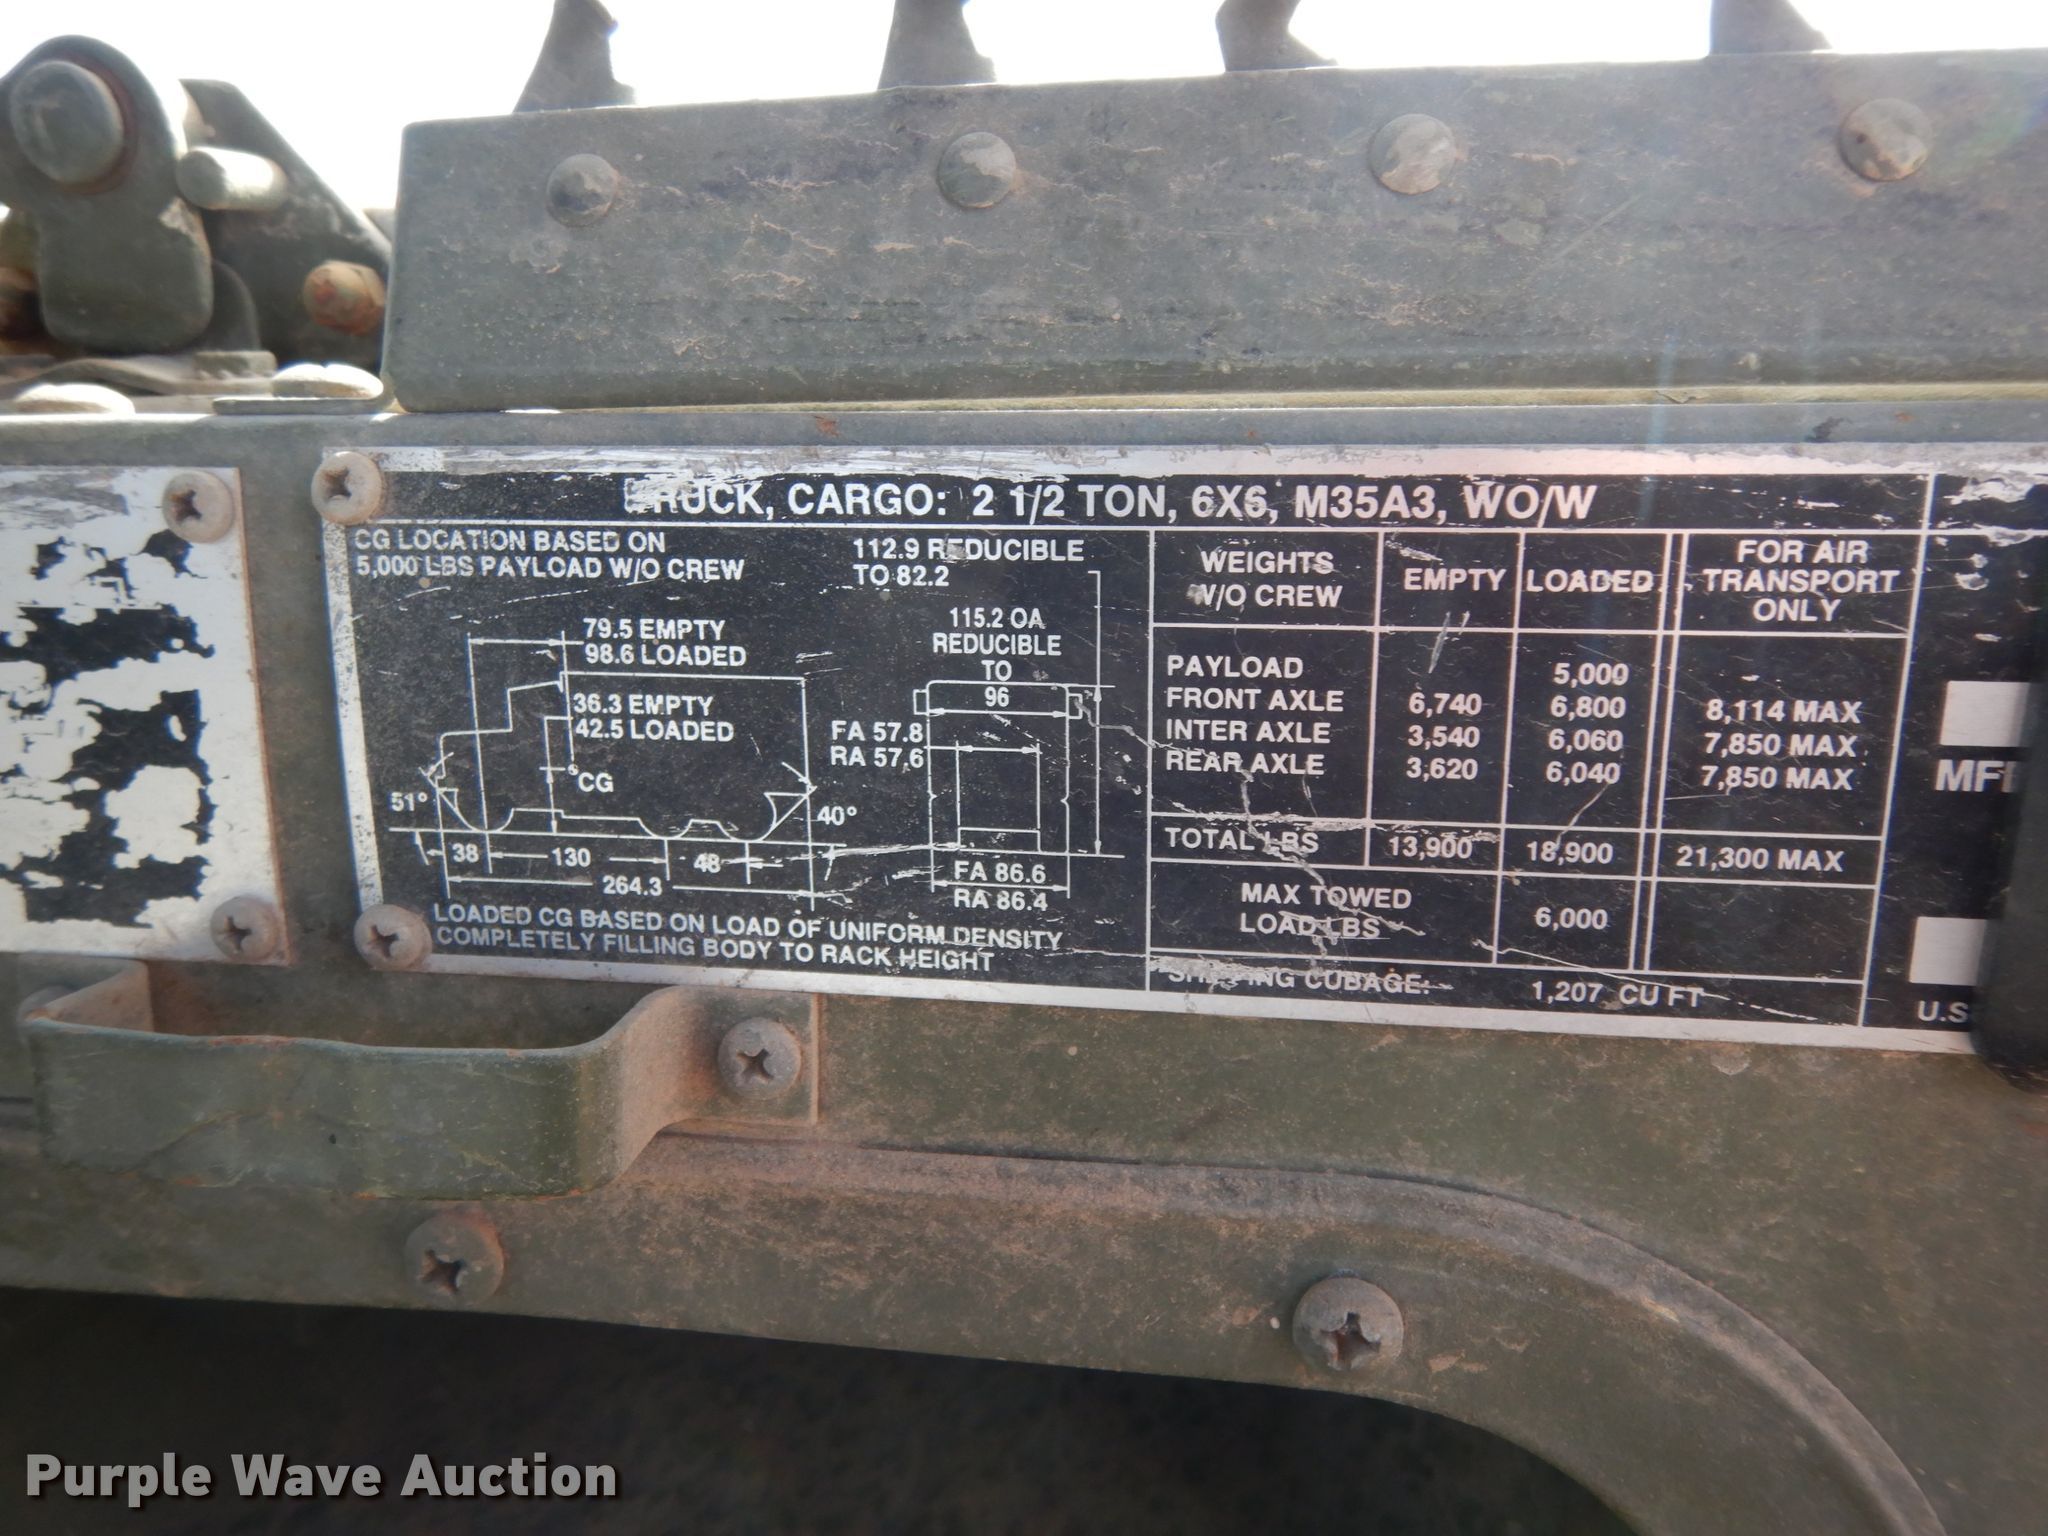 TRUCK, CARGO: 2 1/2 TON, 6X6, M35A3, WO/W
CG LOCATION BASED ON
5,000 LBS PAYLOAD W/O CREW
112.9 REDUCIBLE
TO 82.2
79.5 EMPTY
98.6 LOADED
115.2 OA
REDUCIBLE
TO
96
36.3 EMPTY
42.5 LOADED
FA 57.8
RA 57.6
CG
51°
40°
38 130 48
264.3
FA 86.6
RA 86.4
LOADED CG BASED ON LOAD OF UNIFORM DENSITY
COMPLETELY FILLING BODY TO RACK HEIGHT
WEIGHTS
W/O CREW
EMPTY
LOADED
FOR AIR
TRANSPORT
ONLY
PAYLOAD 5,000
FRONT AXLE 6,740 6,800 8,114 MAX
INTER AXLE 3,540 6,060 7,850 MAX
REAR AXLE 3,620 6,040 7,850 MAX
TOTAL LBS 13,900 18,900 21,300 MAX
MAX TOWED
LOAD LBS 6,000
SHIPPING CUBAGE: 1,207 CU FT
U.S
Purple Wave Auction